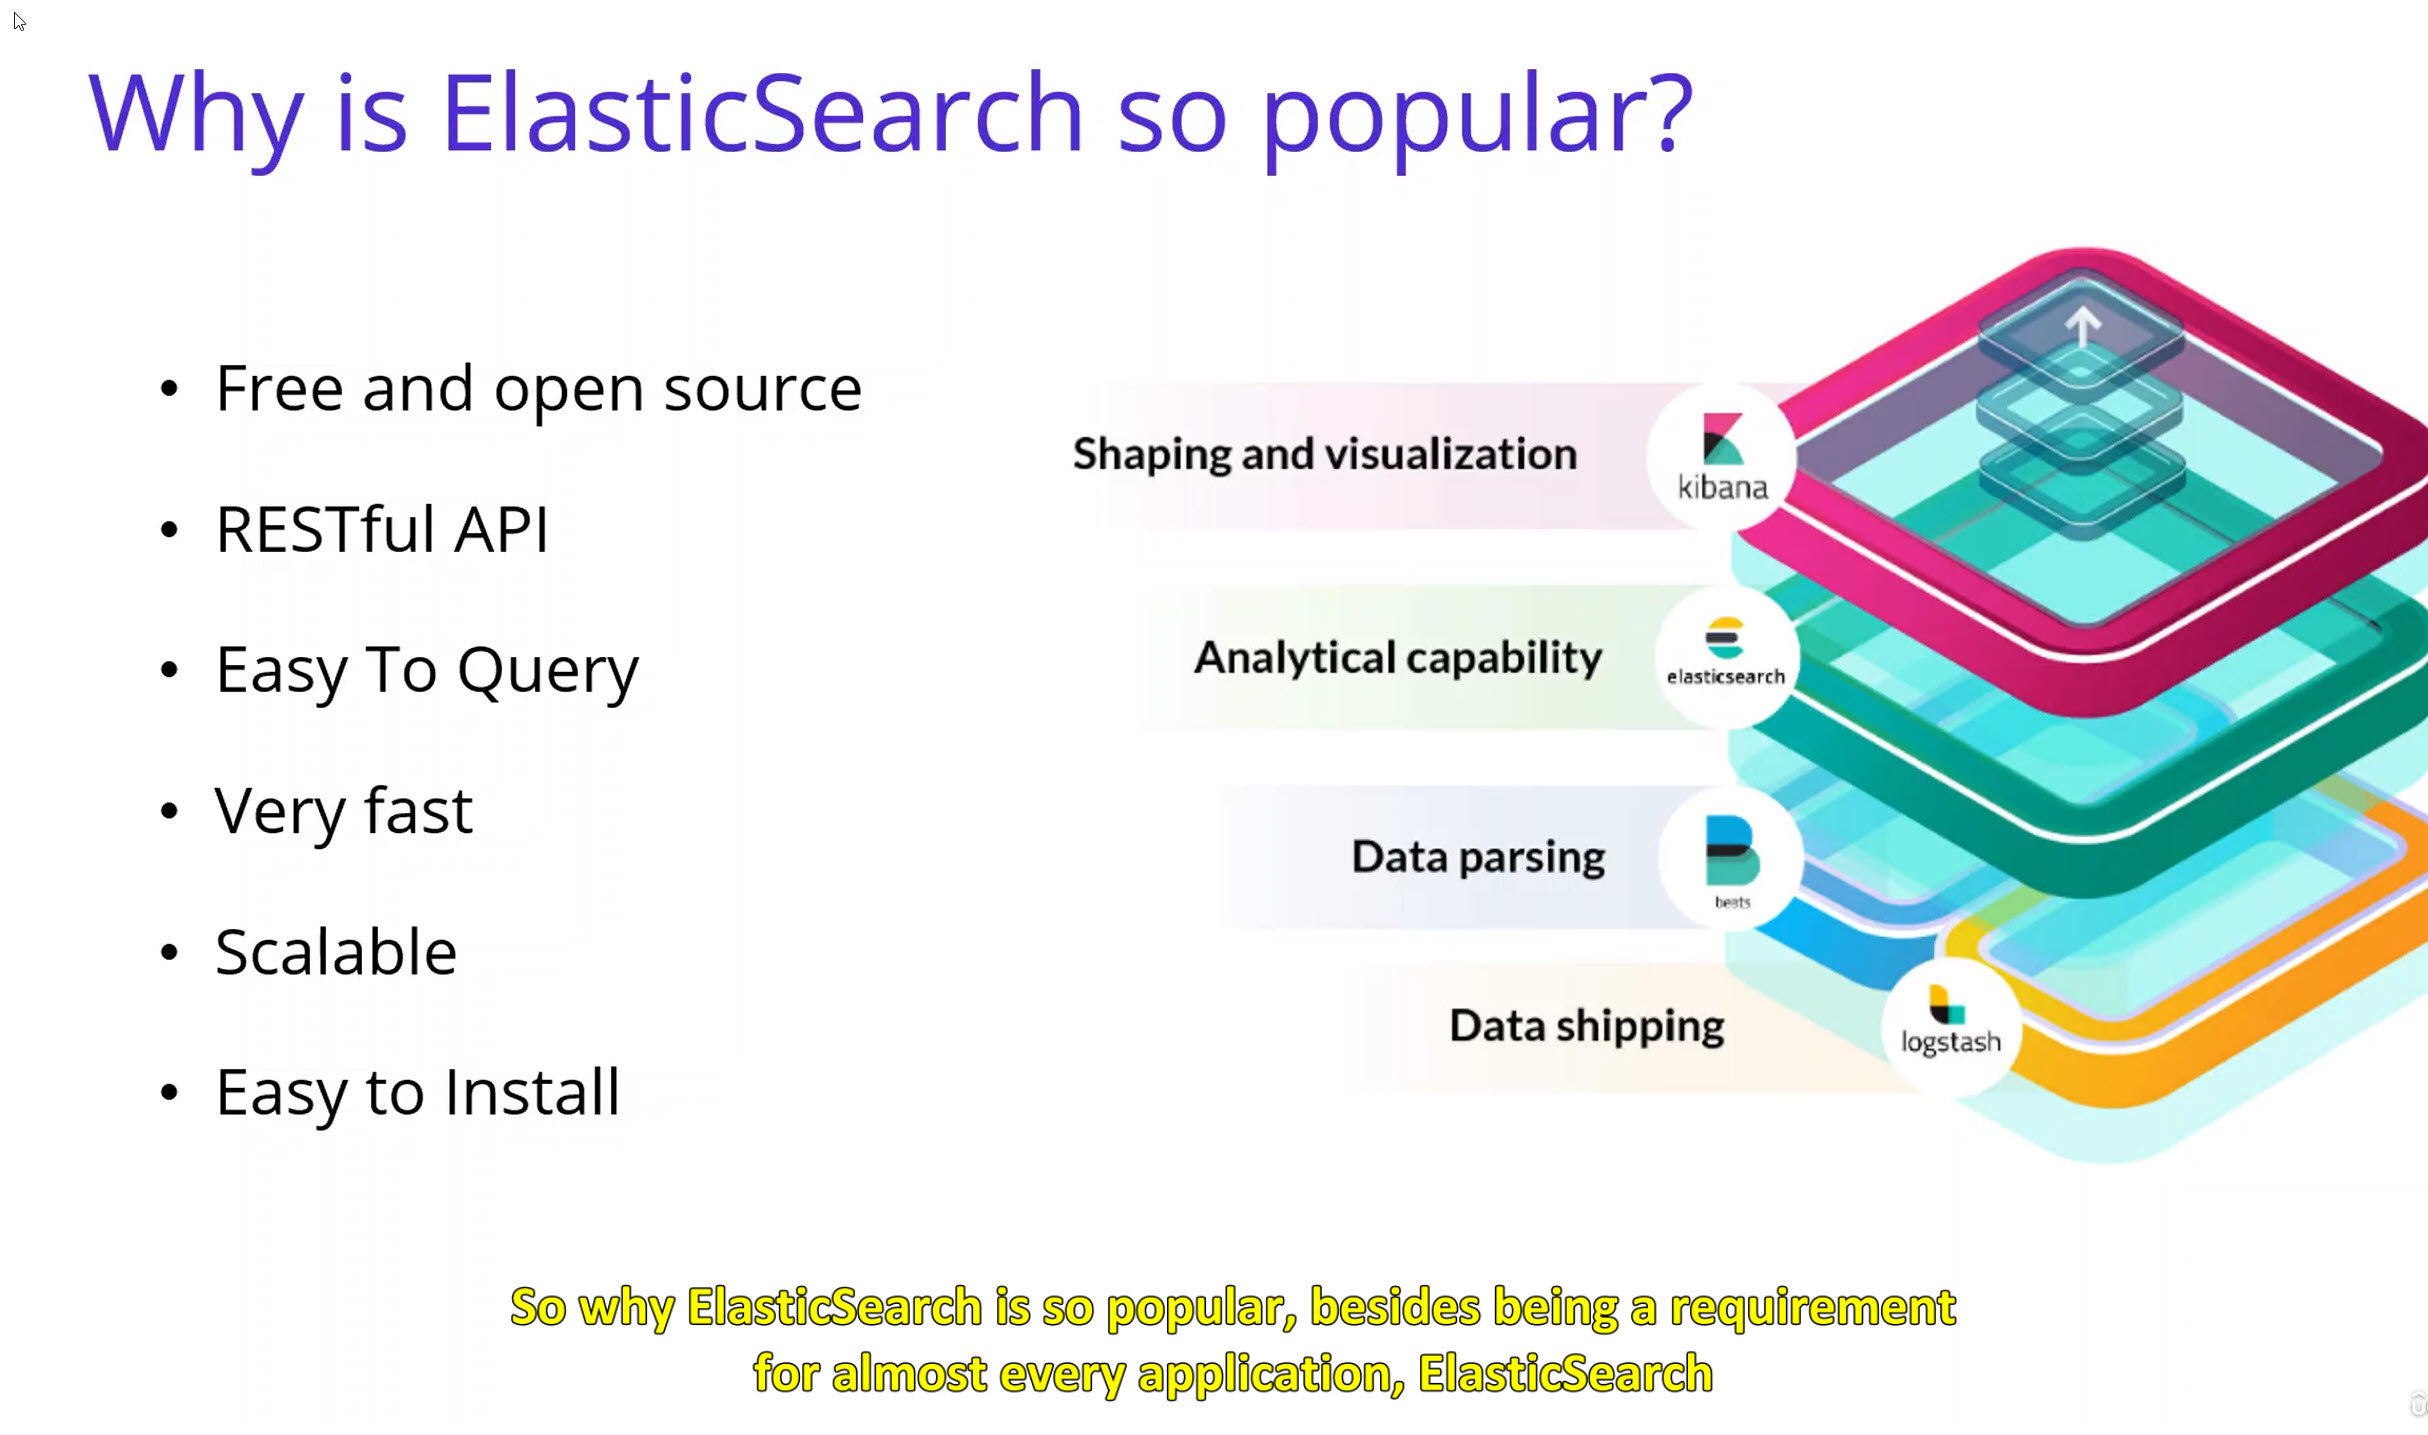 Why is ElasticSearch so popular?
• Free and open source
• RESTful API
• Easy To Query
• Very fast
• Scalable
• Easy to Install
Shaping and visualization
kibana
Analytical capability
elasticsearch
Data parsing
beats
Data shipping
logstash
So why ElasticSearch is so popular, besides being a requirement
for almost every application, ElasticSearch